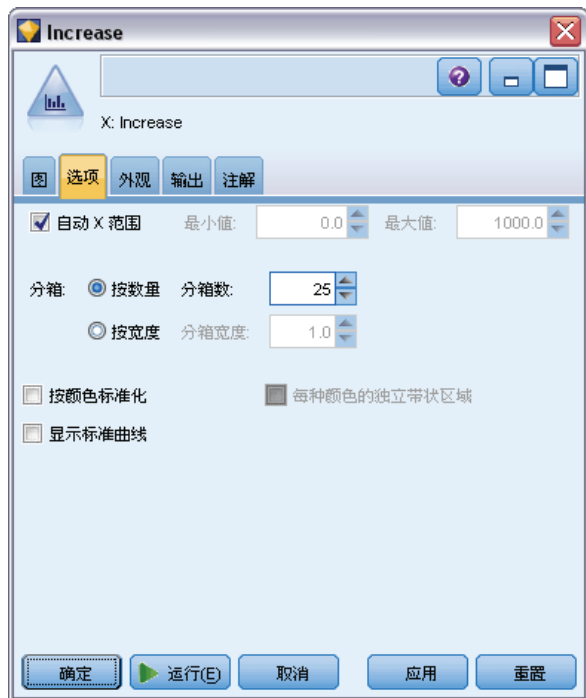 Increase
X: Increase
图 选项 外观 输出 注解
自动 X 范围 最小值: 0.0 最大值: 1000.0
分箱: 按数量 分箱数: 25
按宽度 分箱宽度: 1.0
按颜色标准化 每种颜色的独立带状区域
显示标准曲线
确定 运行(E) 取消 应用 重置